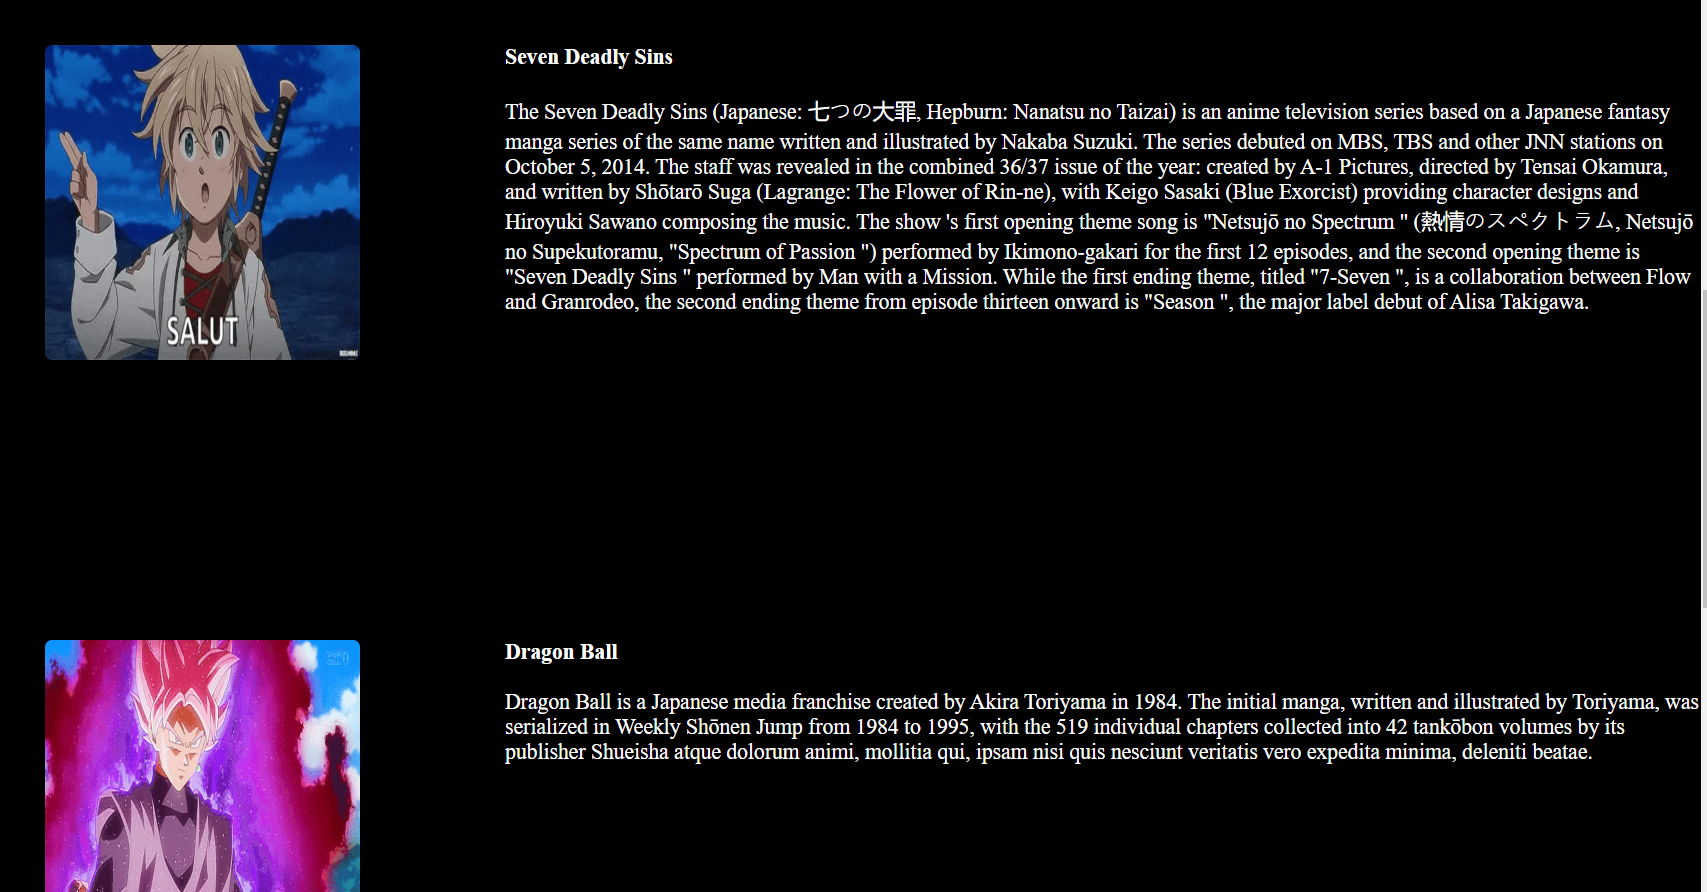 Seven Deadly Sins
The Seven Deadly Sins (Japanese: 七つの大罪, Hepburn: Nanatsu no Taizai) is an anime television series based on a Japanese fantasy
manga series of the same name written and illustrated by Nakaba Suzuki. The series debuted on MBS, TBS and other JNN stations on
October 5, 2014. The staff was revealed in the combined 36/37 issue of the year: created by A-1 Pictures, directed by Tensai Okamura,
and written by Shōtarō Suga (Lagrange: The Flower of Rin-ne), with Keigo Sasaki (Blue Exorcist) providing character designs and
Hiroyuki Sawano composing the music. The show 's first opening theme song is "Netsujō no Spectrum " (熱情のスペクトラム, Netsujō
no Supekutoramu, "Spectrum of Passion ") performed by Ikimono-gakari for the first 12 episodes, and the second opening theme is
"Seven Deadly Sins " performed by Man with a Mission. While the first ending theme, titled "7-Seven ", is a collaboration between Flow
and Granrodeo, the second ending theme from episode thirteen onward is "Season ", the major label debut of Alisa Takigawa.
SALUT
Dragon Ball
Dragon Ball is a Japanese media franchise created by Akira Toriyama in 1984. The initial manga, written and illustrated by Toriyama, was
serialized in Weekly Shōnen Jump from 1984 to 1995, with the 519 individual chapters collected into 42 tankōbon volumes by its
publisher Shueisha atque dolorum animi, mollitia qui, ipsam nisi quis nesciunt veritatis vero expedita minima, deleniti beatae.